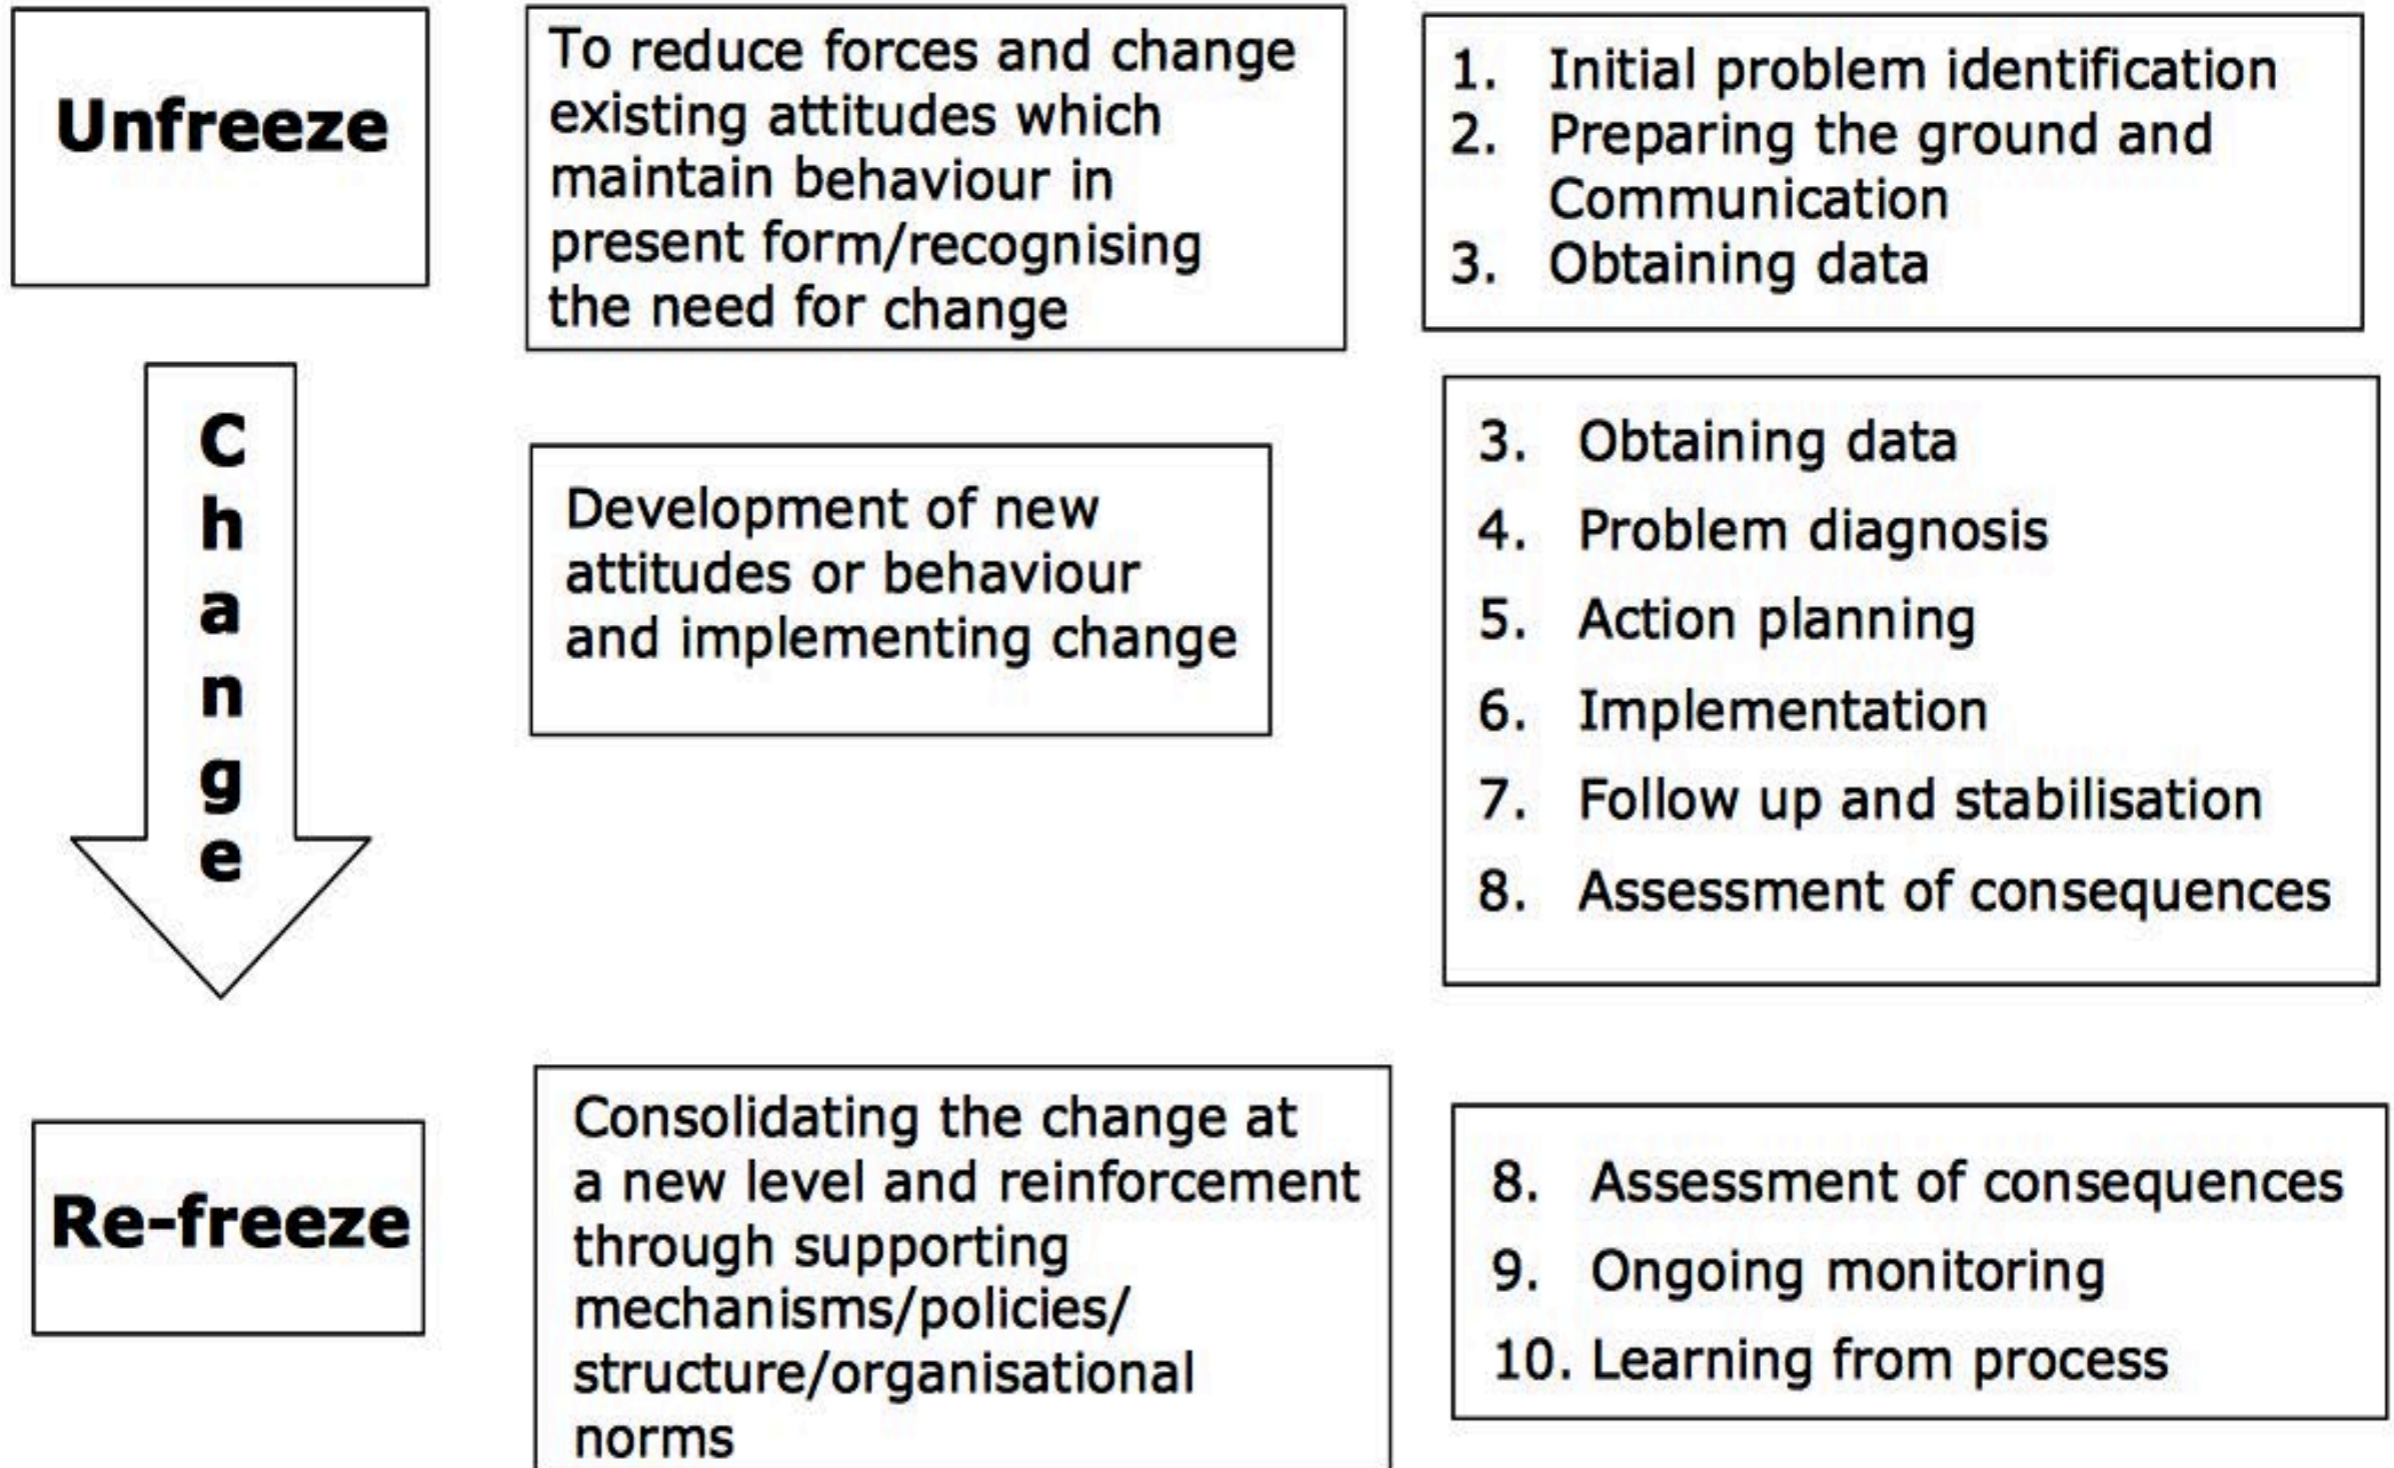 Unfreeze
To reduce forces and change
existing attitudes which
maintain behaviour in
present form/recognising
the need for change
1. Initial problem identification
2. Preparing the ground and
Communication
3. Obtaining data
Change
Development of new
attitudes or behaviour
and implementing change
3. Obtaining data
4. Problem diagnosis
5. Action planning
6. Implementation
7. Follow up and stabilisation
8. Assessment of consequences
Re-freeze
Consolidating the change at
a new level and reinforcement
through supporting
mechanisms/policies/
structure/organisational
norms
8. Assessment of consequences
9. Ongoing monitoring
10. Learning from process